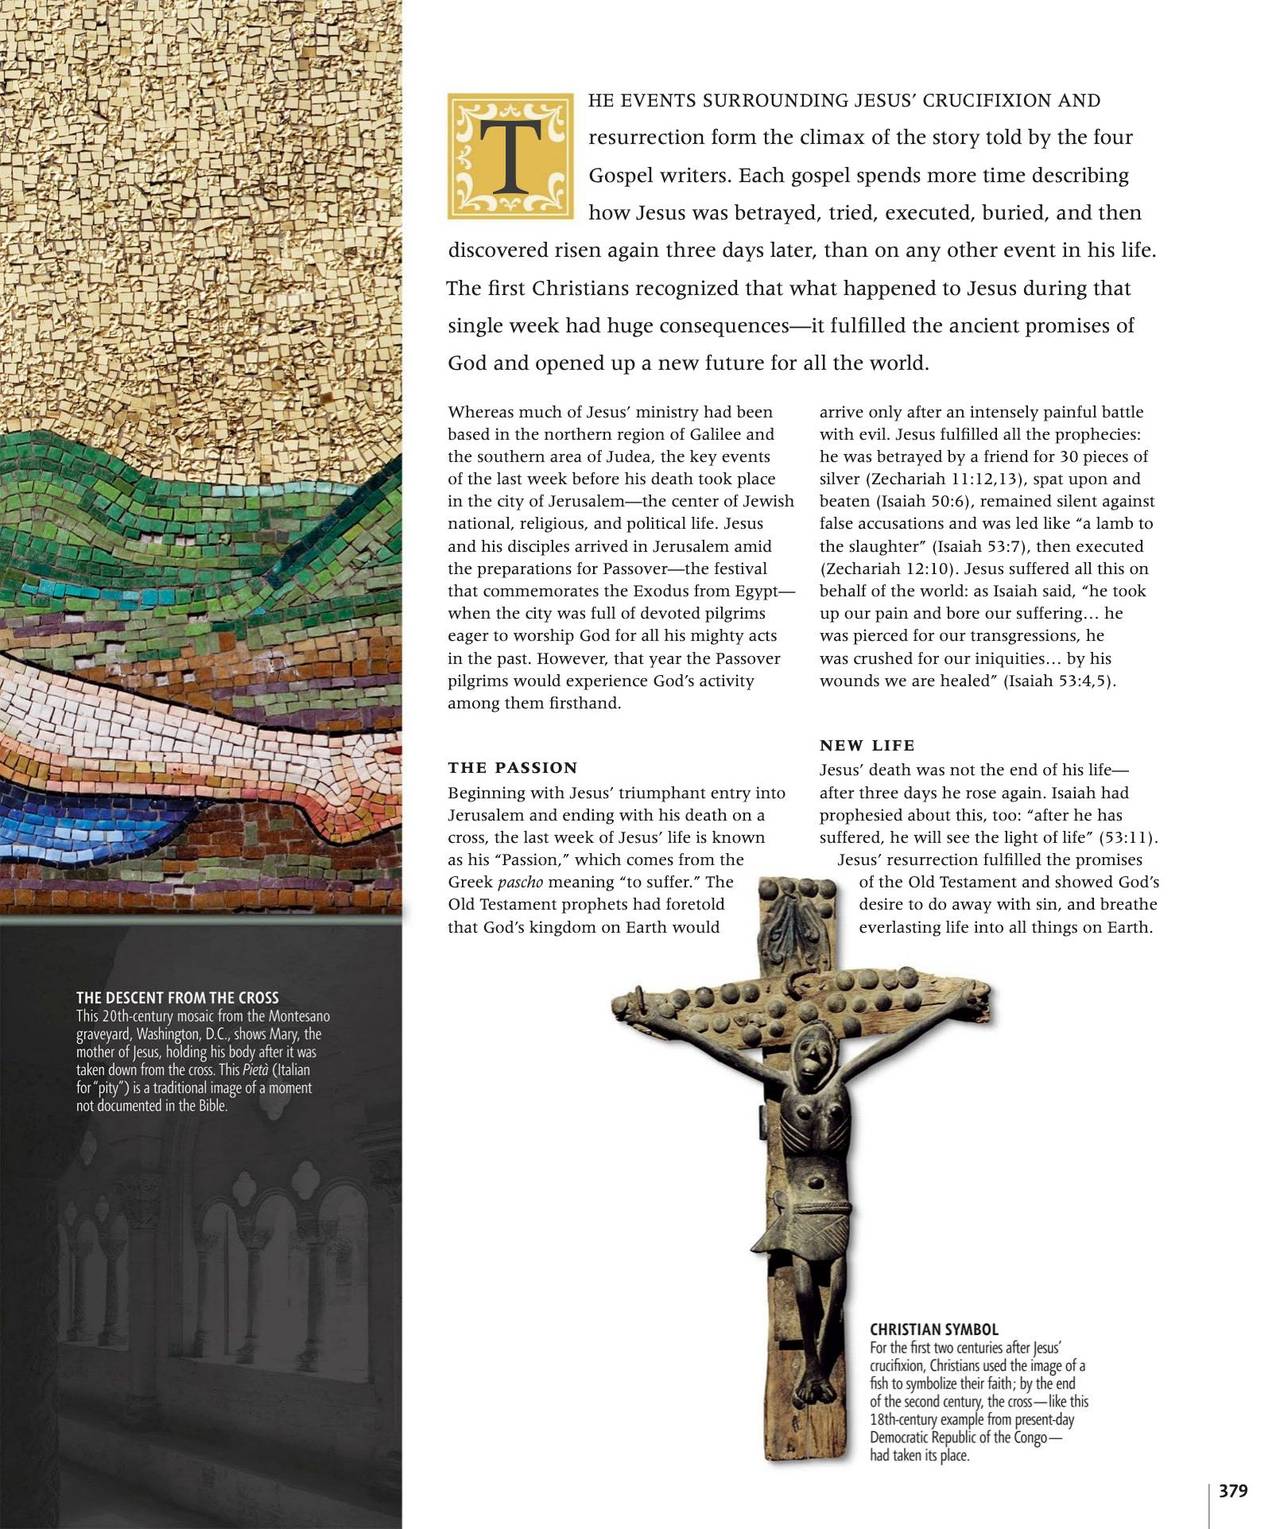 THE EVENTS SURROUNDING JESUS’ CRUCIFIXION AND
resurrection form the climax of the story told by the four
Gospel writers. Each gospel spends more time describing
how Jesus was betrayed, tried, executed, buried, and then
discovered risen again three days later, than on any other event in his life.
The first Christians recognized that what happened to Jesus during that
single week had huge consequences—it fulfilled the ancient promises of
God and opened up a new future for all the world.
Whereas much of Jesus’ ministry had been
based in the northern region of Galilee and
the southern area of Judea, the key events
of the last week before his death took place
in the city of Jerusalem—the center of Jewish
national, religious, and political life. Jesus
and his disciples arrived in Jerusalem amid
the preparations for Passover—the festival
that commemorates the Exodus from Egypt—
when the city was full of devoted pilgrims
eager to worship God for all his mighty acts
in the past. However, that year the Passover
pilgrims would experience God’s activity
among them firsthand.
THE PASSION
Beginning with Jesus’ triumphant entry into
Jerusalem and ending with his death on a
cross, the last week of Jesus’ life is known
as his “Passion,” which comes from the
Greek pascho meaning “to suffer.” The
Old Testament prophets had foretold
that God’s kingdom on Earth would
arrive only after an intensely painful battle
with evil. Jesus fulfilled all the prophecies:
he was betrayed by a friend for 30 pieces of
silver (Zechariah 11:12,13), spat upon and
beaten (Isaiah 50:6), remained silent against
false accusations and was led like “a lamb to
the slaughter” (Isaiah 53:7), then executed
(Zechariah 12:10). Jesus suffered all this on
behalf of the world: as Isaiah said, “he took
up our pain and bore our suffering… he
was pierced for our transgressions, he
was crushed for our iniquities… by his
wounds we are healed” (Isaiah 53:4,5).
NEW LIFE
Jesus’ death was not the end of his life—
after three days he rose again. Isaiah had
prophesied about this, too: “after he has
suffered, he will see the light of life” (53:11).
Jesus’ resurrection fulfilled the promises
of the Old Testament and showed God’s
desire to do away with sin, and breathe
everlasting life into all things on Earth.
THE DESCENT FROM THE CROSS
This 20th-century mosaic from the Montesano
graveyard, Washington, D.C., shows Mary, the
mother of Jesus, holding his body after it was
taken down from the cross. This Pietà (Italian
for “pity”) is a traditional image of a moment
not documented in the Bible.
CHRISTIAN SYMBOL
For the first two centuries after Jesus’
crucifixion, Christians used the image of a
fish to symbolize their faith; by the end
of the second century, the cross—like this
18th-century example from present-day
Democratic Republic of the Congo—
had taken its place.
379